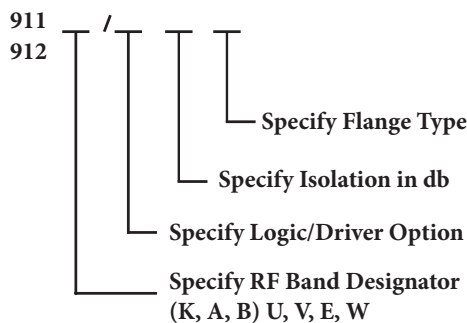 911
912
/
Specify Flange Type
Specify Isolation in db
Specify Logic/Driver Option
Specify RF Band Designator
(K, A, B) U, V, E, W